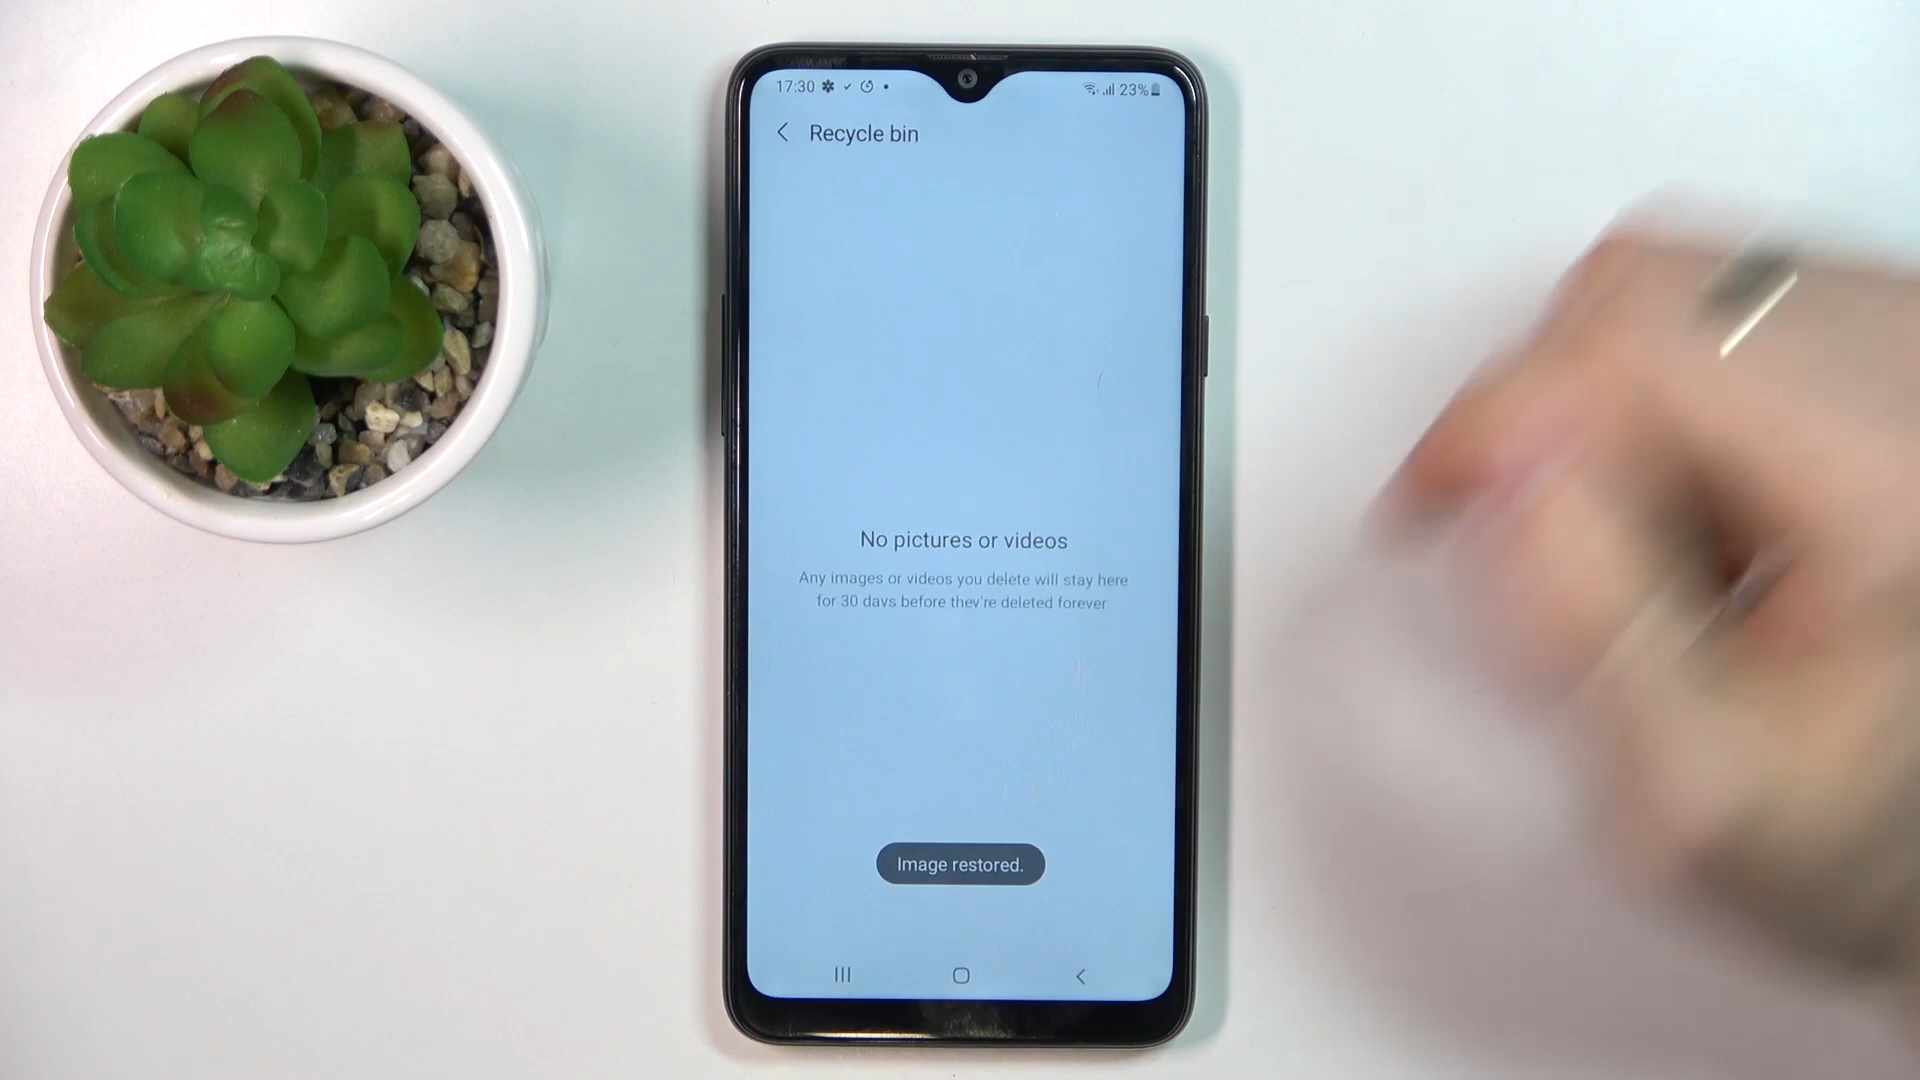 17:30
23%
Recycle bin
No pictures or videos
Any images or videos you delete will stay here
for 30 days before they're deleted forever.
Image restored.